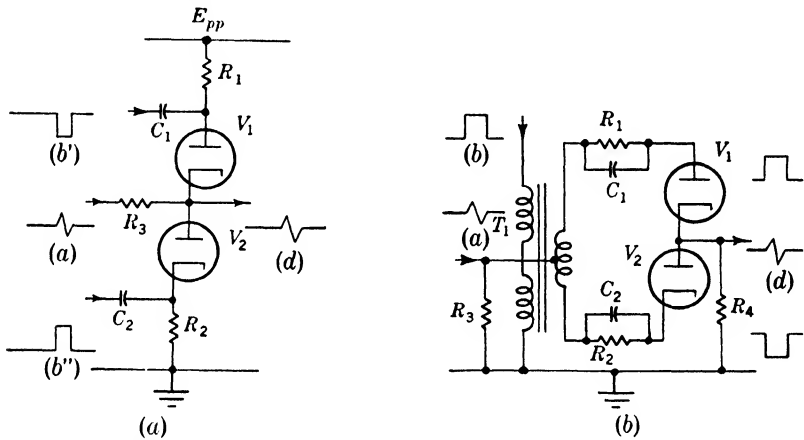 E_pp
R_1
C_1
V_1
(b')
R_3
(a)
V_2
(d)
C_2
R_2
(b'')
(a)
(b)
R_1
C_1
V_1
(a)
T_1
V_2
(d)
C_2
R_3
R_2
R_4
(b)